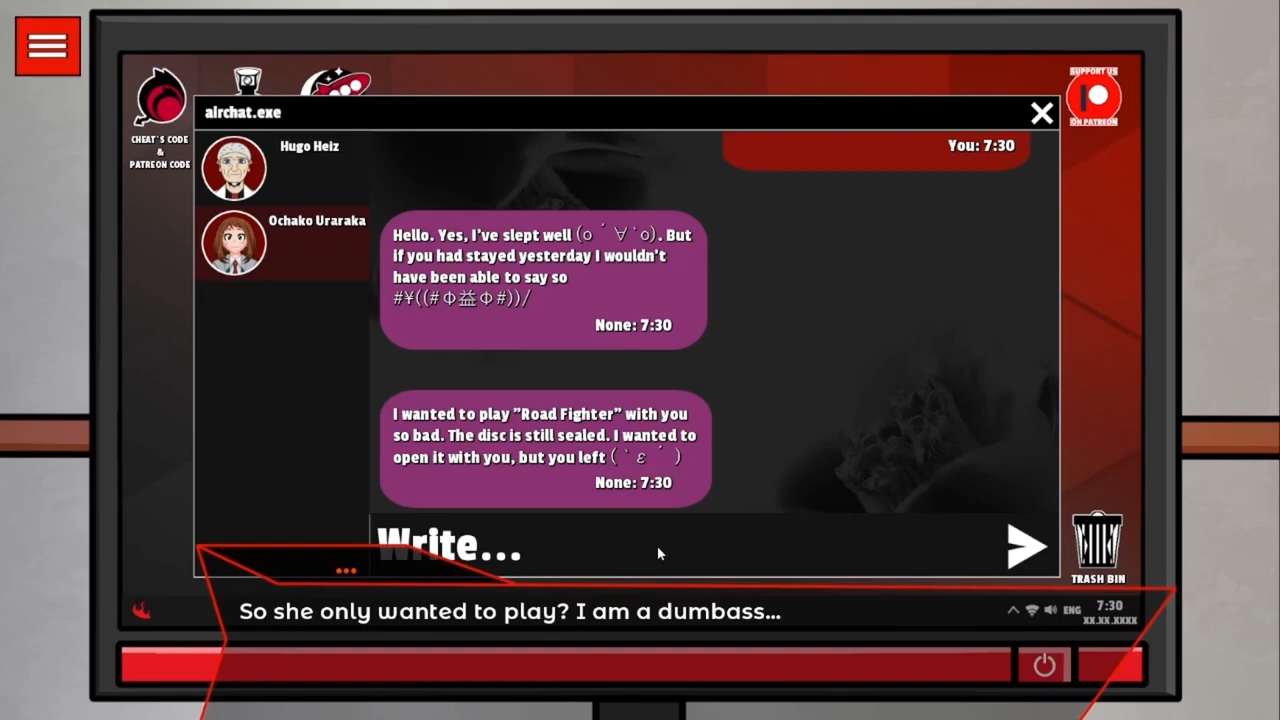 SUPPORT US
ON PATREON
CHEAT`S CODE
&
PATREON CODE
airchat.exe
Hugo Heiz
Ochako Uraraka
You: 7:30
Hello. Yes, I've slept well (o ´ ∀ `o). But
if you had stayed yesterday I wouldn't
have been able to say so
#¥((#Φ益Φ#))/
None: 7:30
I wanted to play "Road Fighter" with you
so bad. The disc is still sealed. I wanted to
open it with you, but you left ( ` ε ´ )
None: 7:30
Write...
TRASH BIN
...
So she only wanted to play? I am a dumbass...
ENG
7:30
XX.XX.XXXX